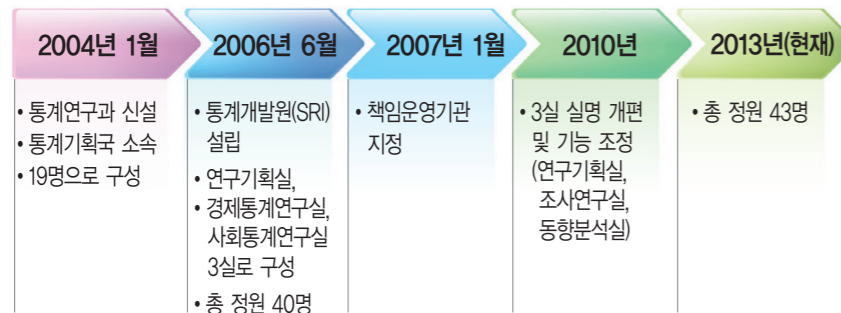 2004년 1월
• 통계연구과 신설
• 통계기획국 소속
• 19명으로 구성
2006년 6월
• 통계개발원(SRI)
설립
• 연구기획실,
• 경제통계연구실,
사회통계연구실
3실로 구성
• 총 정원 40명
2007년 1월
• 책임운영기관
지정
2010년
• 3실 실명 개편
및 기능 조정
(연구기획실,
조사연구실,
동향분석실)
2013년(현재)
• 총 정원 43명